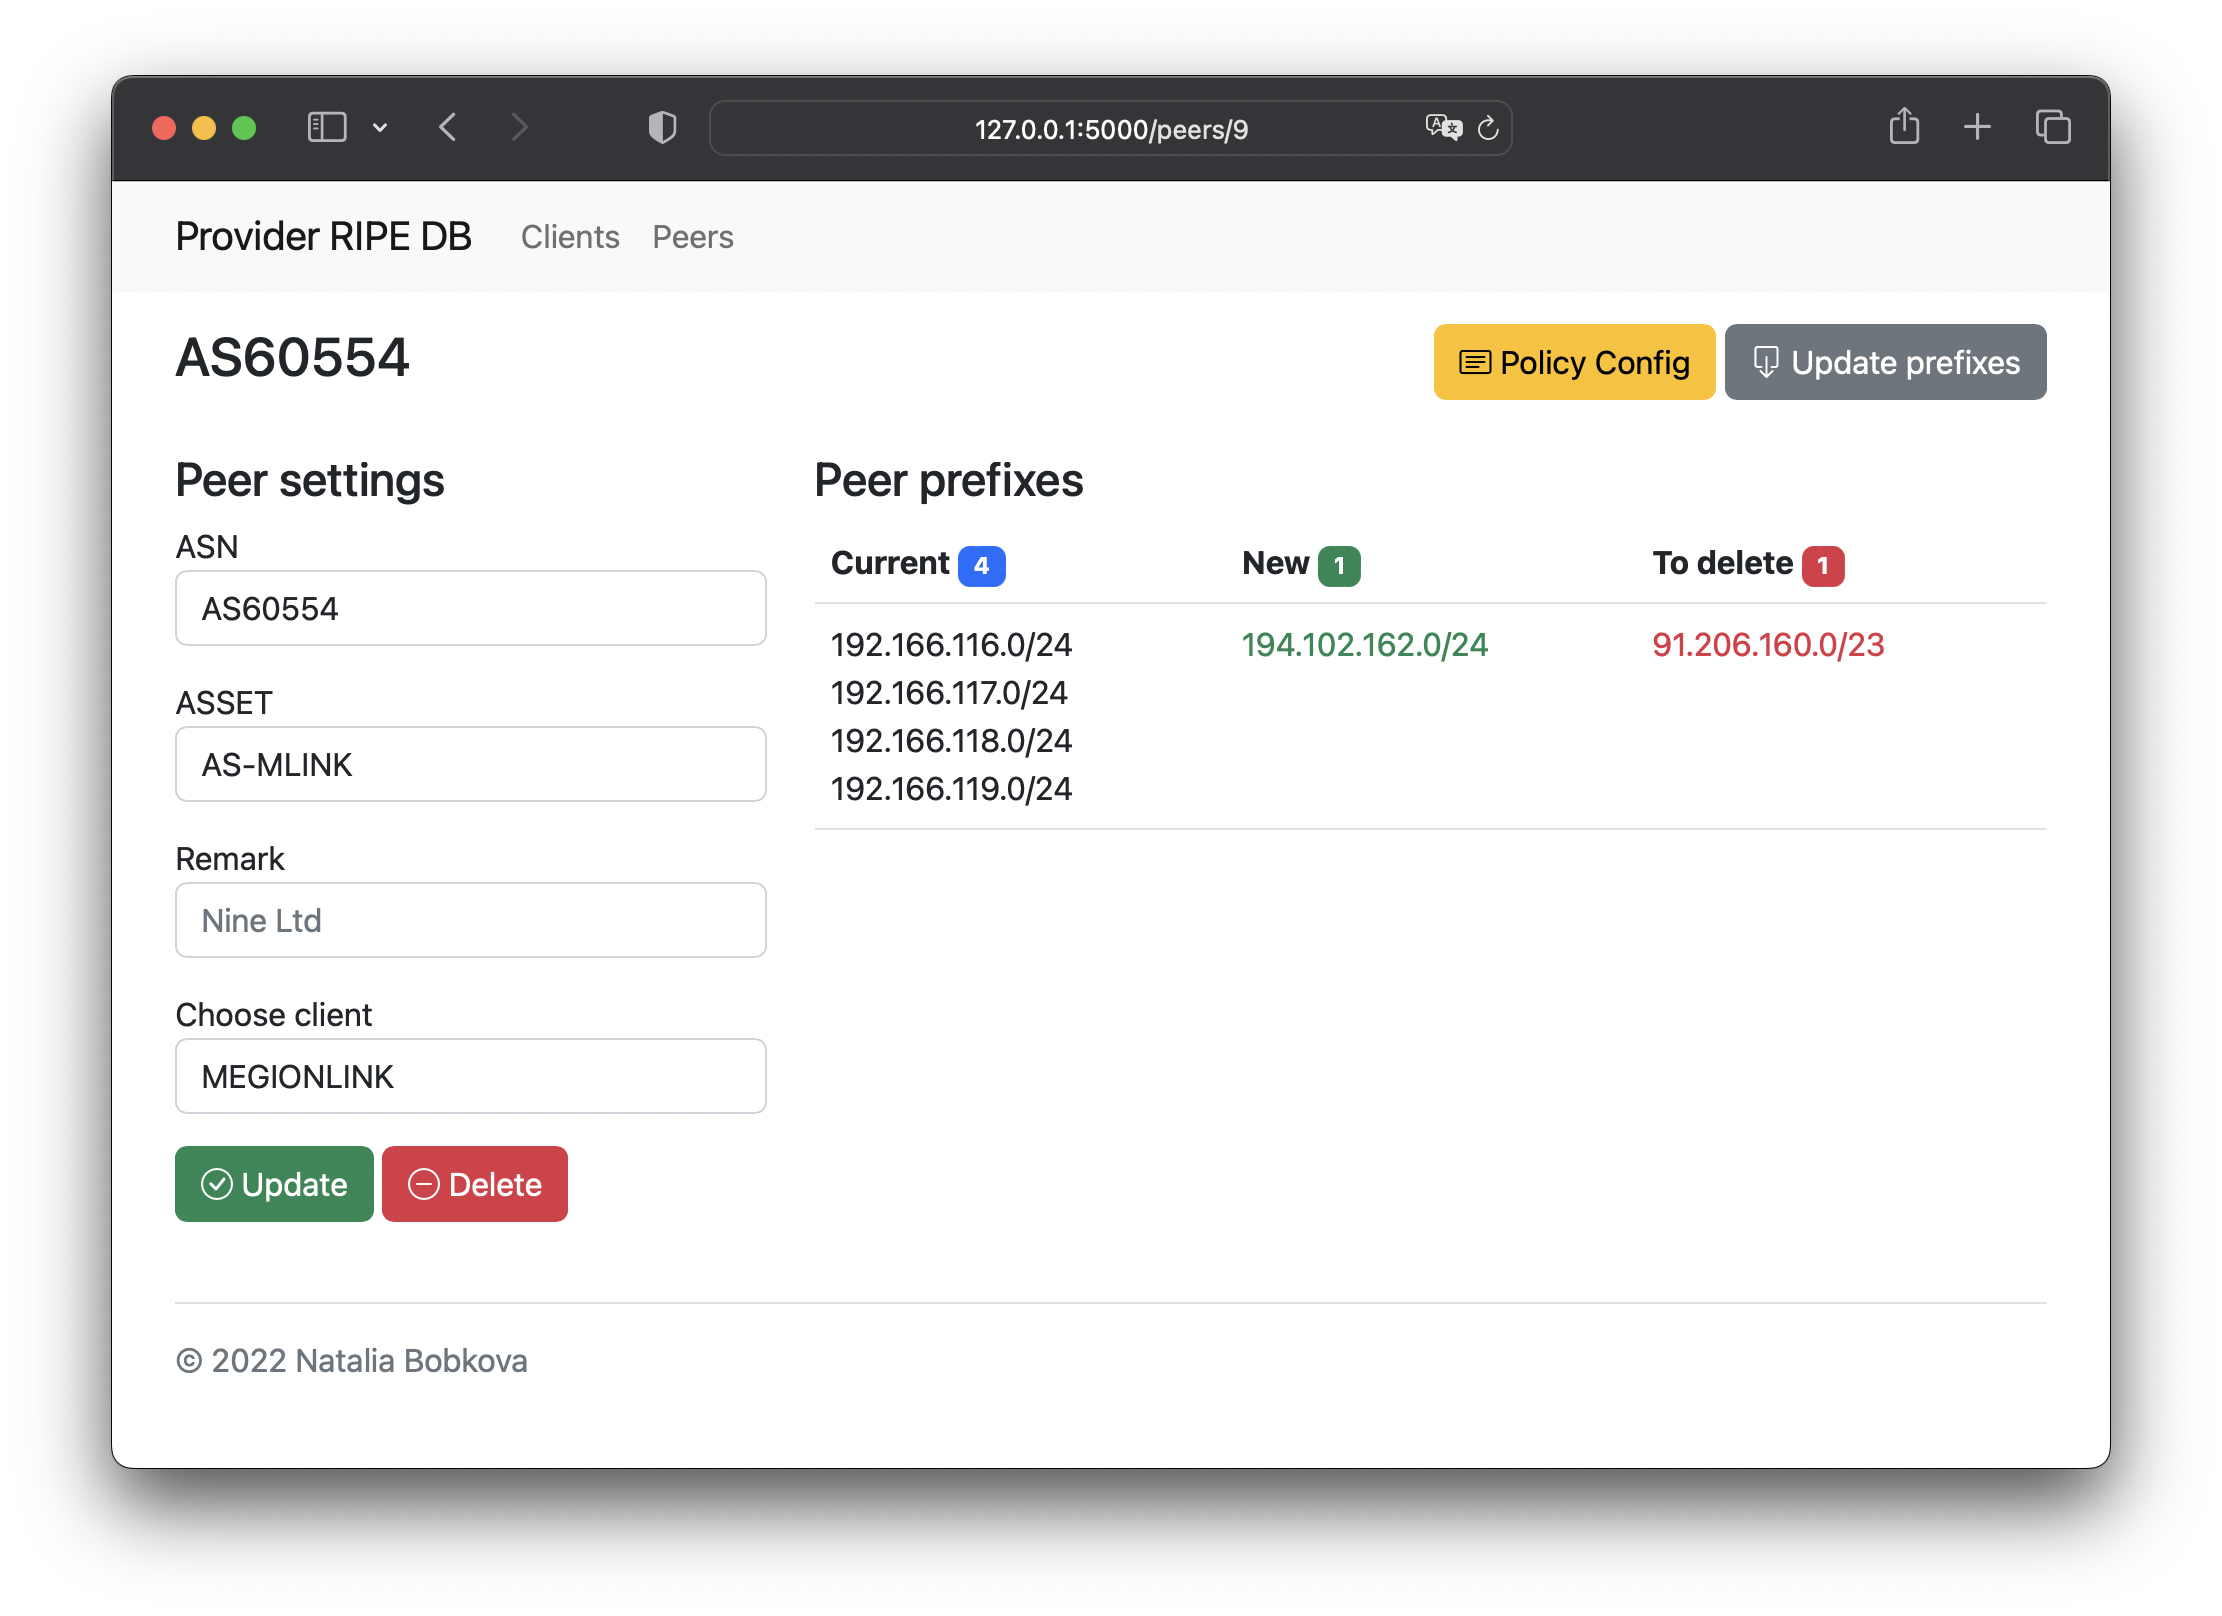 127.0.0.1:5000/peers/9
Provider RIPE DB Clients Peers
AS60554
Policy Config Update prefixes
Peer settings
ASN
AS60554
ASSET
AS-MLINK
Remark
Nine Ltd
Choose client
MEGIONLINK
Update Delete
Peer prefixes
Current 4 New 1 To delete 1
192.166.116.0/24 194.102.162.0/24 91.206.160.0/23
192.166.117.0/24
192.166.118.0/24
192.166.119.0/24
© 2022 Natalia Bobkova